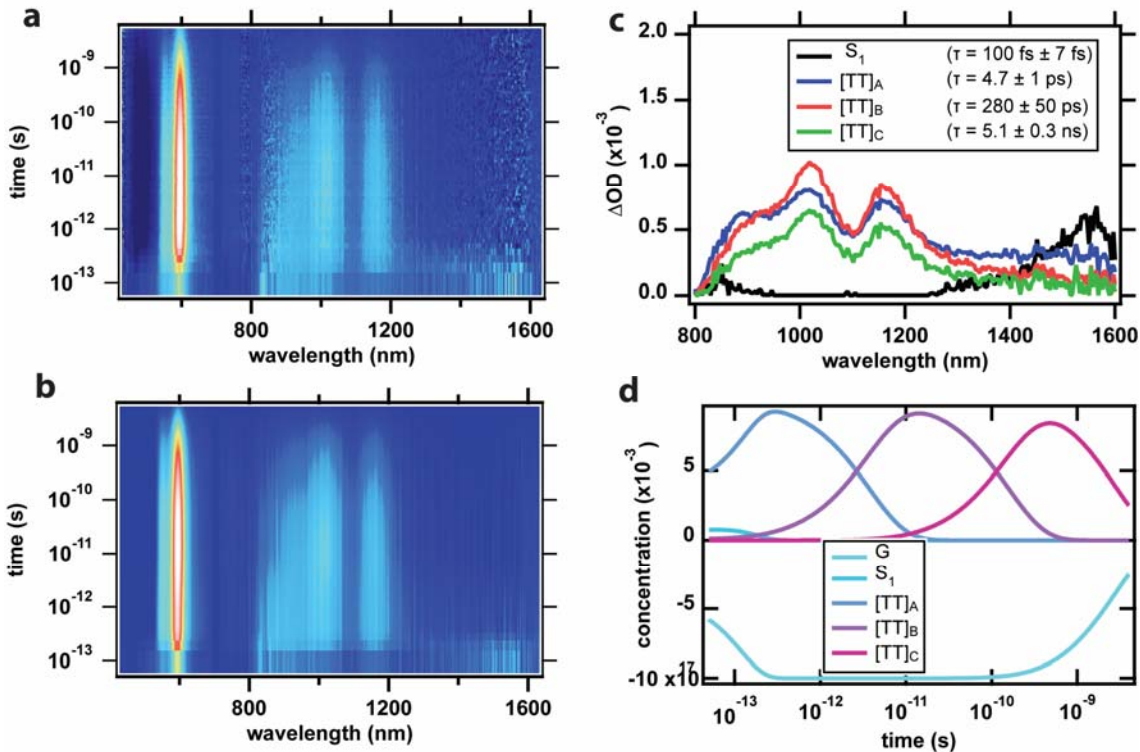 a
time (s)
10⁻⁹
10⁻¹⁰
10⁻¹¹
10⁻¹²
10⁻¹³
800
1200
1600
wavelength (nm)
b
time (s)
10⁻⁹
10⁻¹⁰
10⁻¹¹
10⁻¹²
10⁻¹³
800
1200
1600
wavelength (nm)
c
ΔOD (x10⁻³)
2.0
1.5
1.0
0.5
0.0
S₁ (τ = 100 fs ± 7 fs)
[TT]A (τ = 4.7 ± 1 ps)
[TT]B (τ = 280 ± 50 ps)
[TT]C (τ = 5.1 ± 0.3 ns)
800
1000
1200
1400
1600
wavelength (nm)
d
concentration (x10⁻³)
5
0
-5
-10
G
S₁
[TT]A
[TT]B
[TT]C
10⁻¹³
10⁻¹²
10⁻¹¹
10⁻¹⁰
10⁻⁹
time (s)